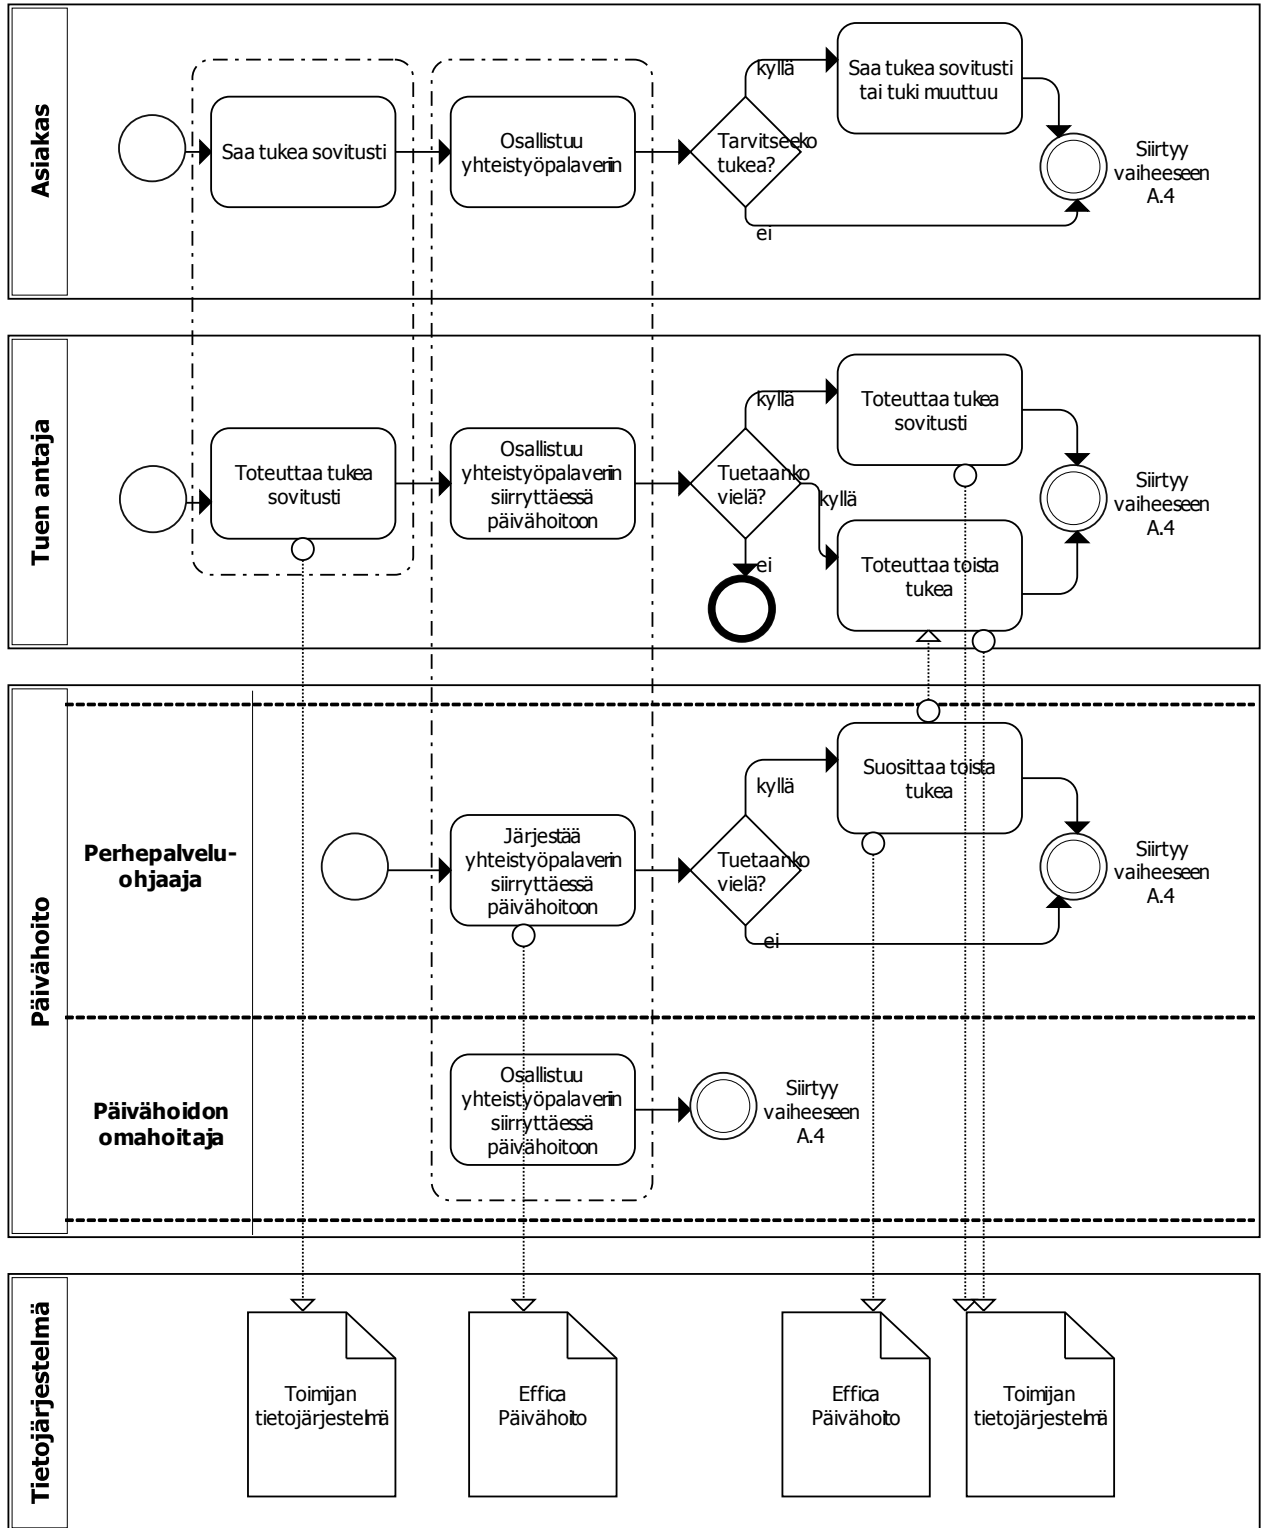 Asiakas
Saa tukea sovitusti
Osallistuu
yhteistyöpalaveriin
Tarvitseeko
tukea?
kyllä
ei
Saa tukea sovitusti
tai tuki muuttuu
Siirtyy
vaiheeseen
A.4
Tuen antaja
Toteuttaa tukea
sovitusti
Osallistuu
yhteistyöpalaveriin
siirryttäessä
päivähoitoon
Tuetaanko
vielä?
kyllä
kyllä
ei
Toteuttaa tukea
sovitusti
Toteuttaa toista
tukea
Siirtyy
vaiheeseen
A.4
Päivähoito
Perhepalvelu-
ohjaaja
Järjestää
yhteistyöpalaverin
siirryttäessä
päivähoitoon
Tuetaanko
vielä?
kyllä
ei
Suosittaa toista
tukea
Siirtyy
vaiheeseen
A.4
Päivähoidon
omahoitaja
Osallistuu
yhteistyöpalaveriin
siirryttäessä
päivähoitoon
Siirtyy
vaiheeseen
A.4
Tietojärjestelmä
Toimijan
tietojärjestelmä
Effica
Päivähoito
Effica
Päivähoito
Toimijan
tietojärjestelmä